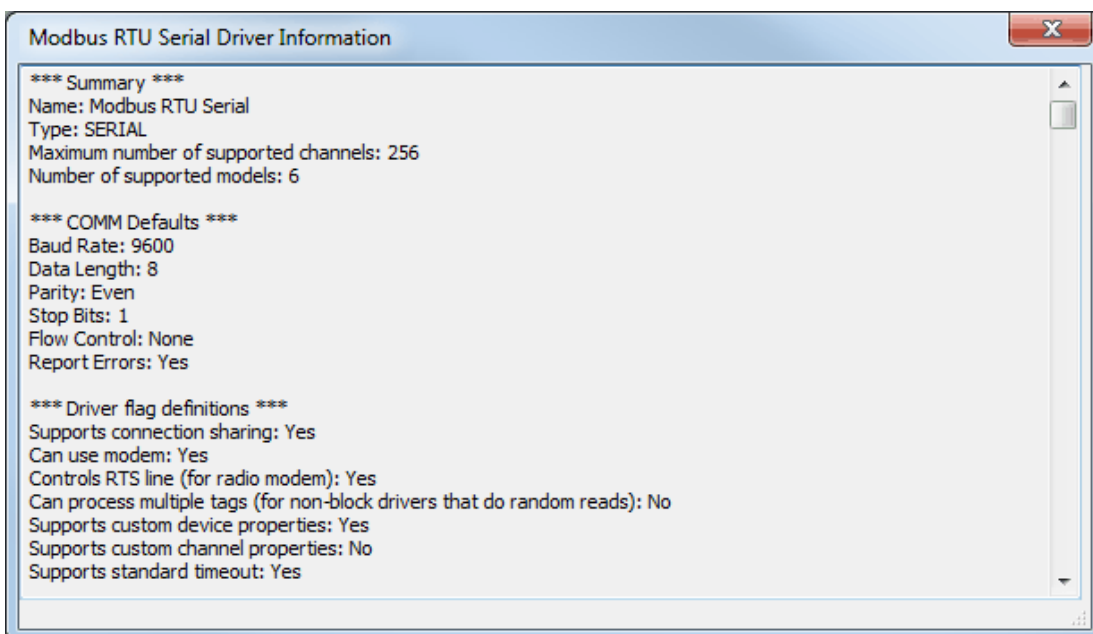 Modbus RTU Serial Driver Information
*** Summary ***
Name: Modbus RTU Serial
Type: SERIAL
Maximum number of supported channels: 256
Number of supported models: 6
*** COMM Defaults ***
Baud Rate: 9600
Data Length: 8
Parity: Even
Stop Bits: 1
Flow Control: None
Report Errors: Yes
*** Driver flag definitions ***
Supports connection sharing: Yes
Can use modem: Yes
Controls RTS line (for radio modem): Yes
Can process multiple tags (for non-block drivers that do random reads): No
Supports custom device properties: Yes
Supports custom channel properties: No
Supports standard timeout: Yes